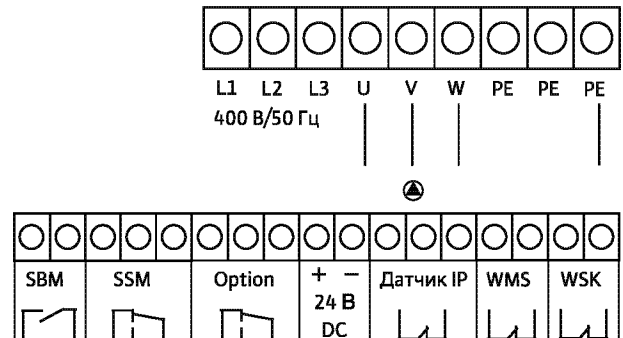 L1 L2 L3 U V W PE PE PE
400 В/50 Гц
SBM SSM Option + − Датчик IP WMS WSK
24 В
DC